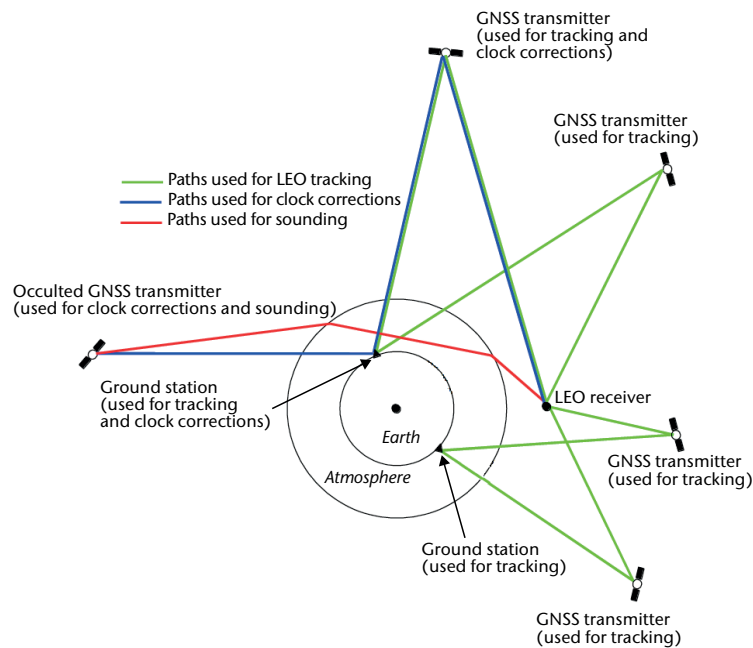 GNSS transmitter
(used for tracking and
clock corrections)
GNSS transmitter
(used for tracking)
Paths used for LEO tracking
Paths used for clock corrections
Paths used for sounding
Occulted GNSS transmitter
(used for clock corrections and sounding)
Ground station
(used for tracking
and clock corrections)
LEO receiver
Earth
Atmosphere
GNSS transmitter
(used for tracking)
Ground station
(used for tracking)
GNSS transmitter
(used for tracking)